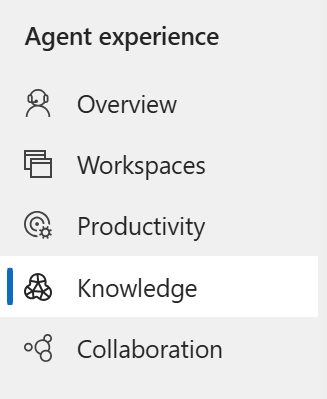 Agent experience
Overview
Workspaces
Productivity
Knowledge
Collaboration